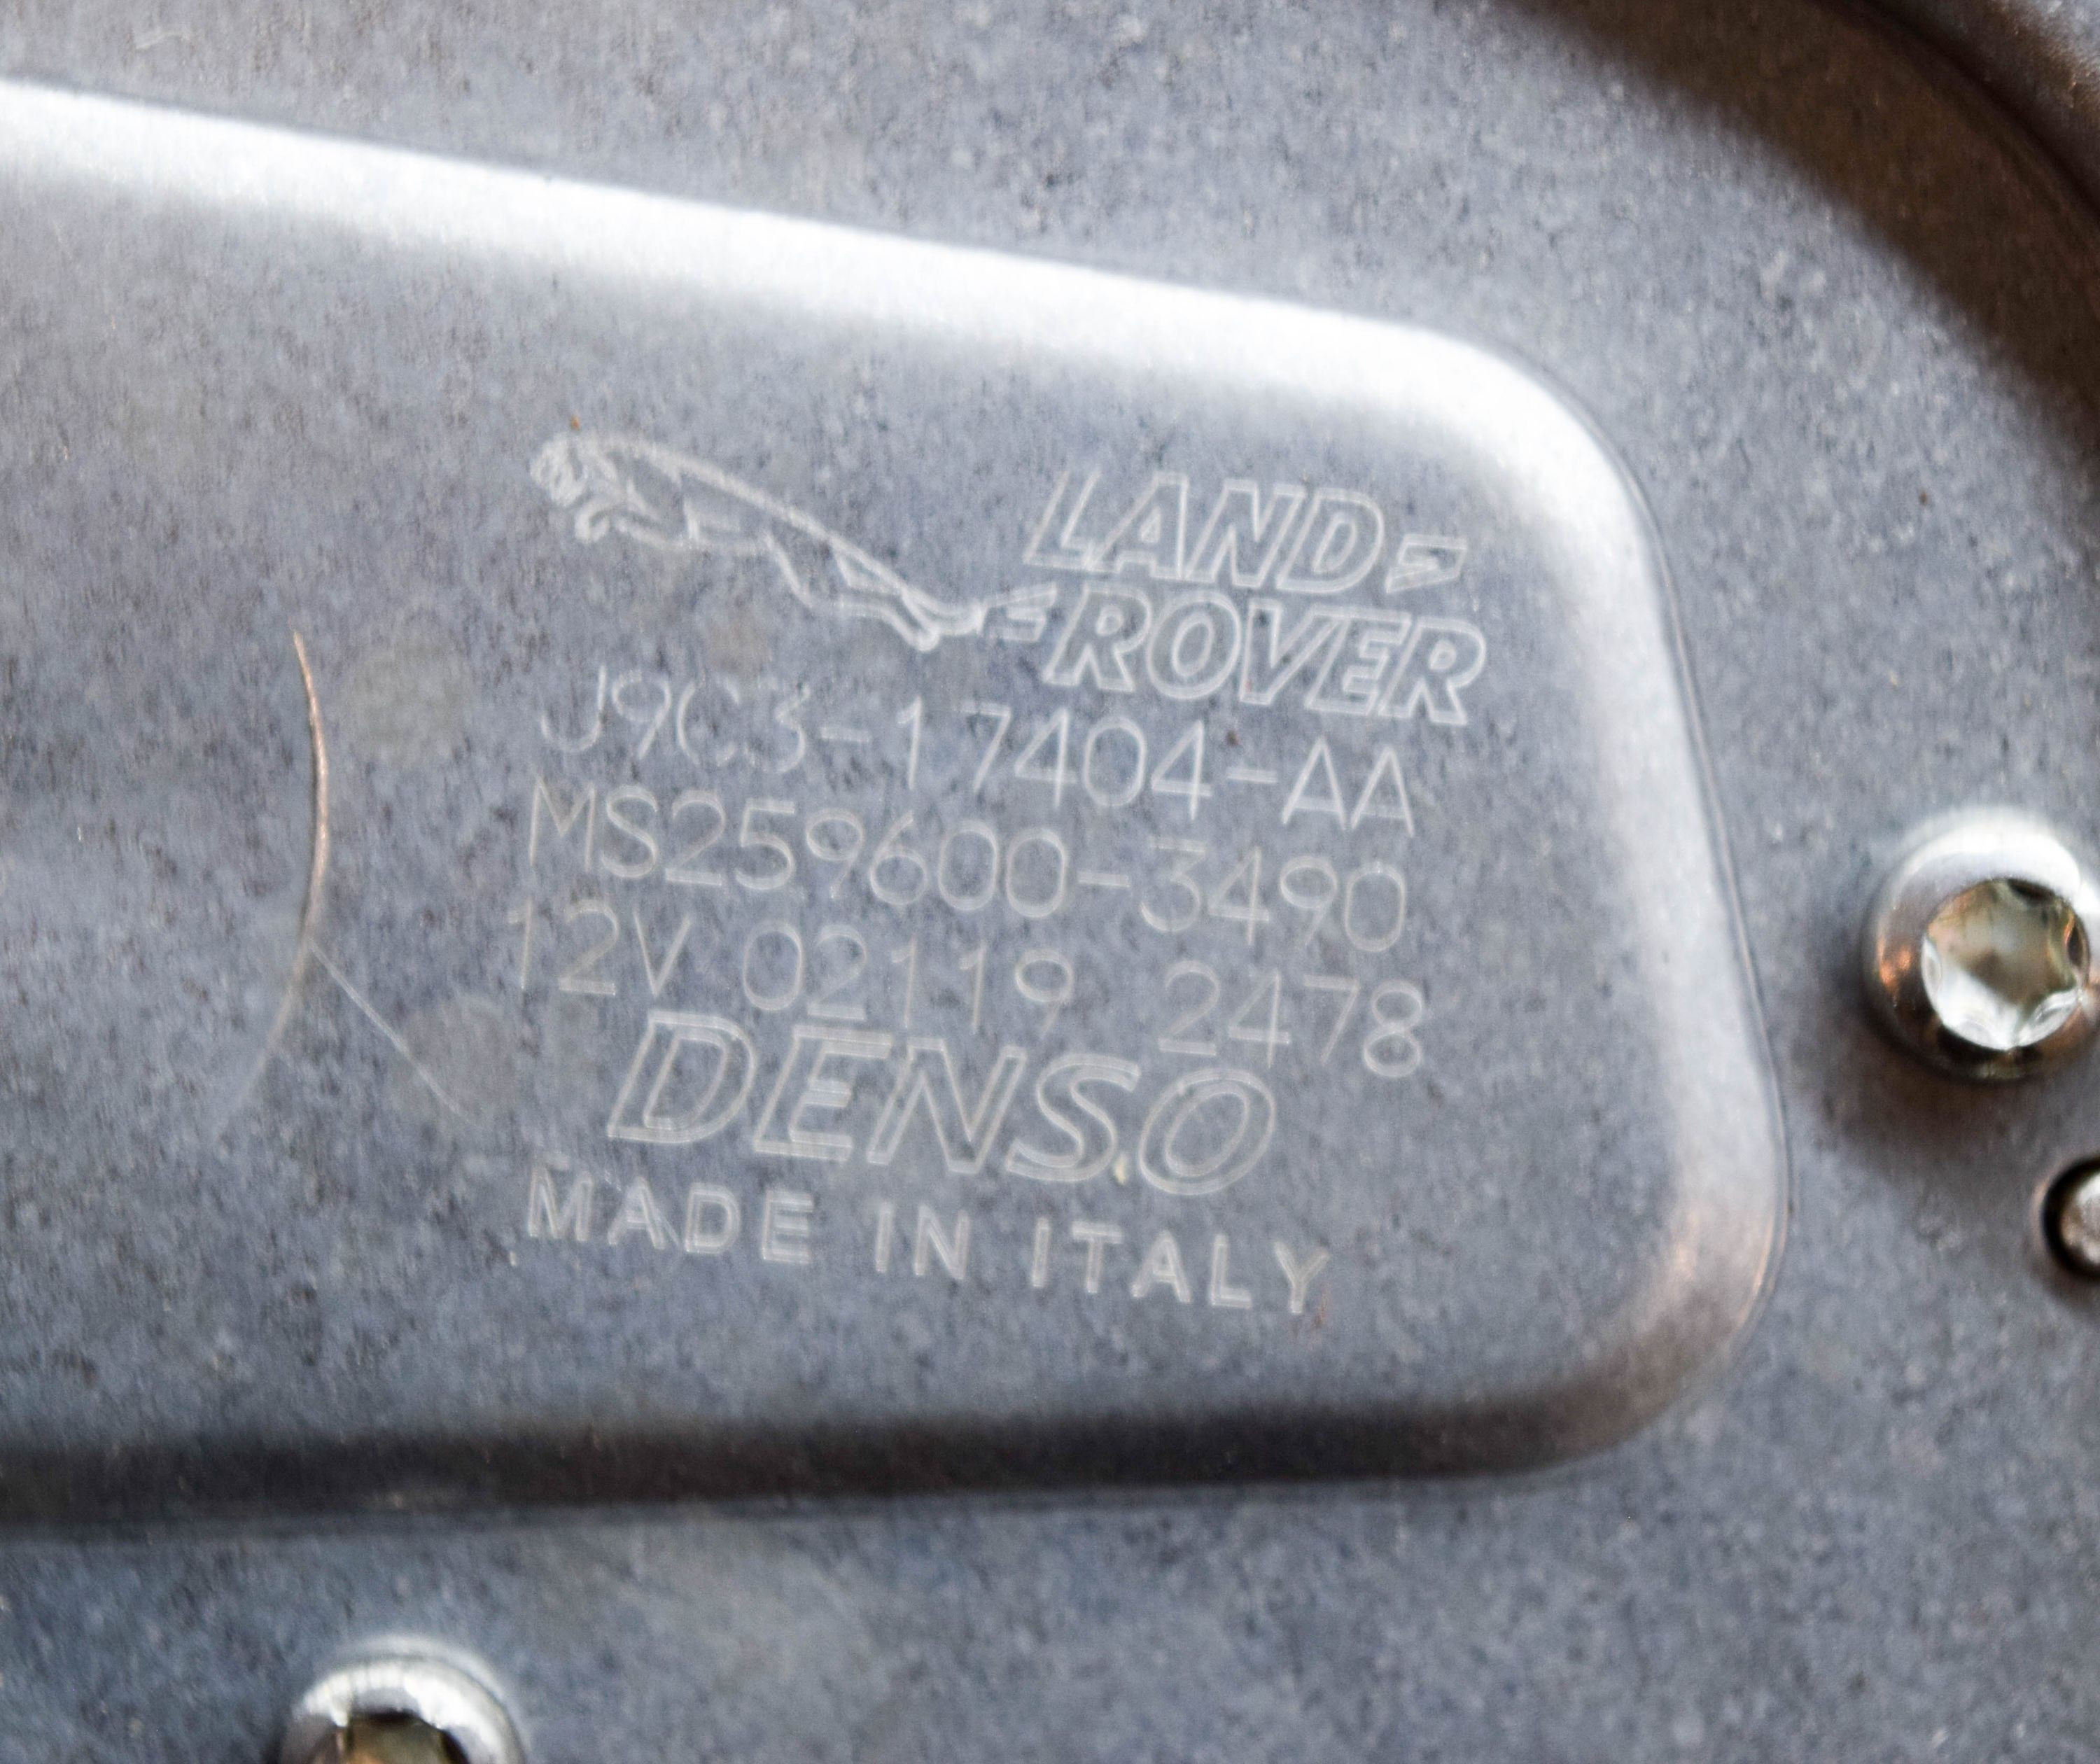 LAND
ROVER
J9C3-17404-AA
MS259600-3490
12V 02119 2478
DENSO
MADE IN ITALY